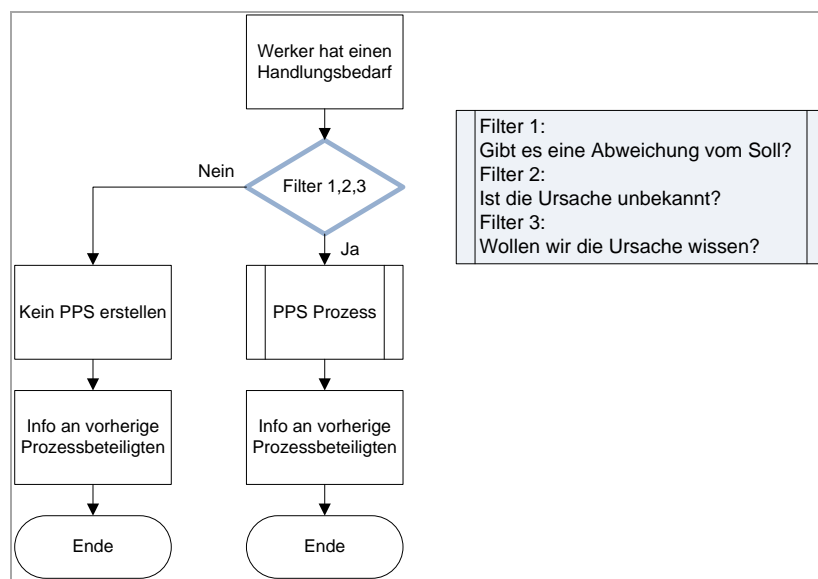 Werker hat einen
Handlungsbedarf
Filter 1,2,3
Nein
Ja
Filter 1:
Gibt es eine Abweichung vom Soll?
Filter 2:
Ist die Ursache unbekannt?
Filter 3:
Wollen wir die Ursache wissen?
Kein PPS erstellen
PPS Prozess
Info an vorherige
Prozessbeteiligten
Info an vorherige
Prozessbeteiligten
Ende
Ende